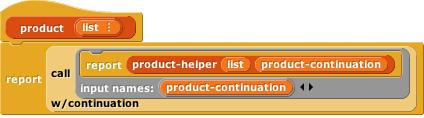 product list ⋮
report call report product-helper list product-continuation
input names: product-continuation
w/continuation